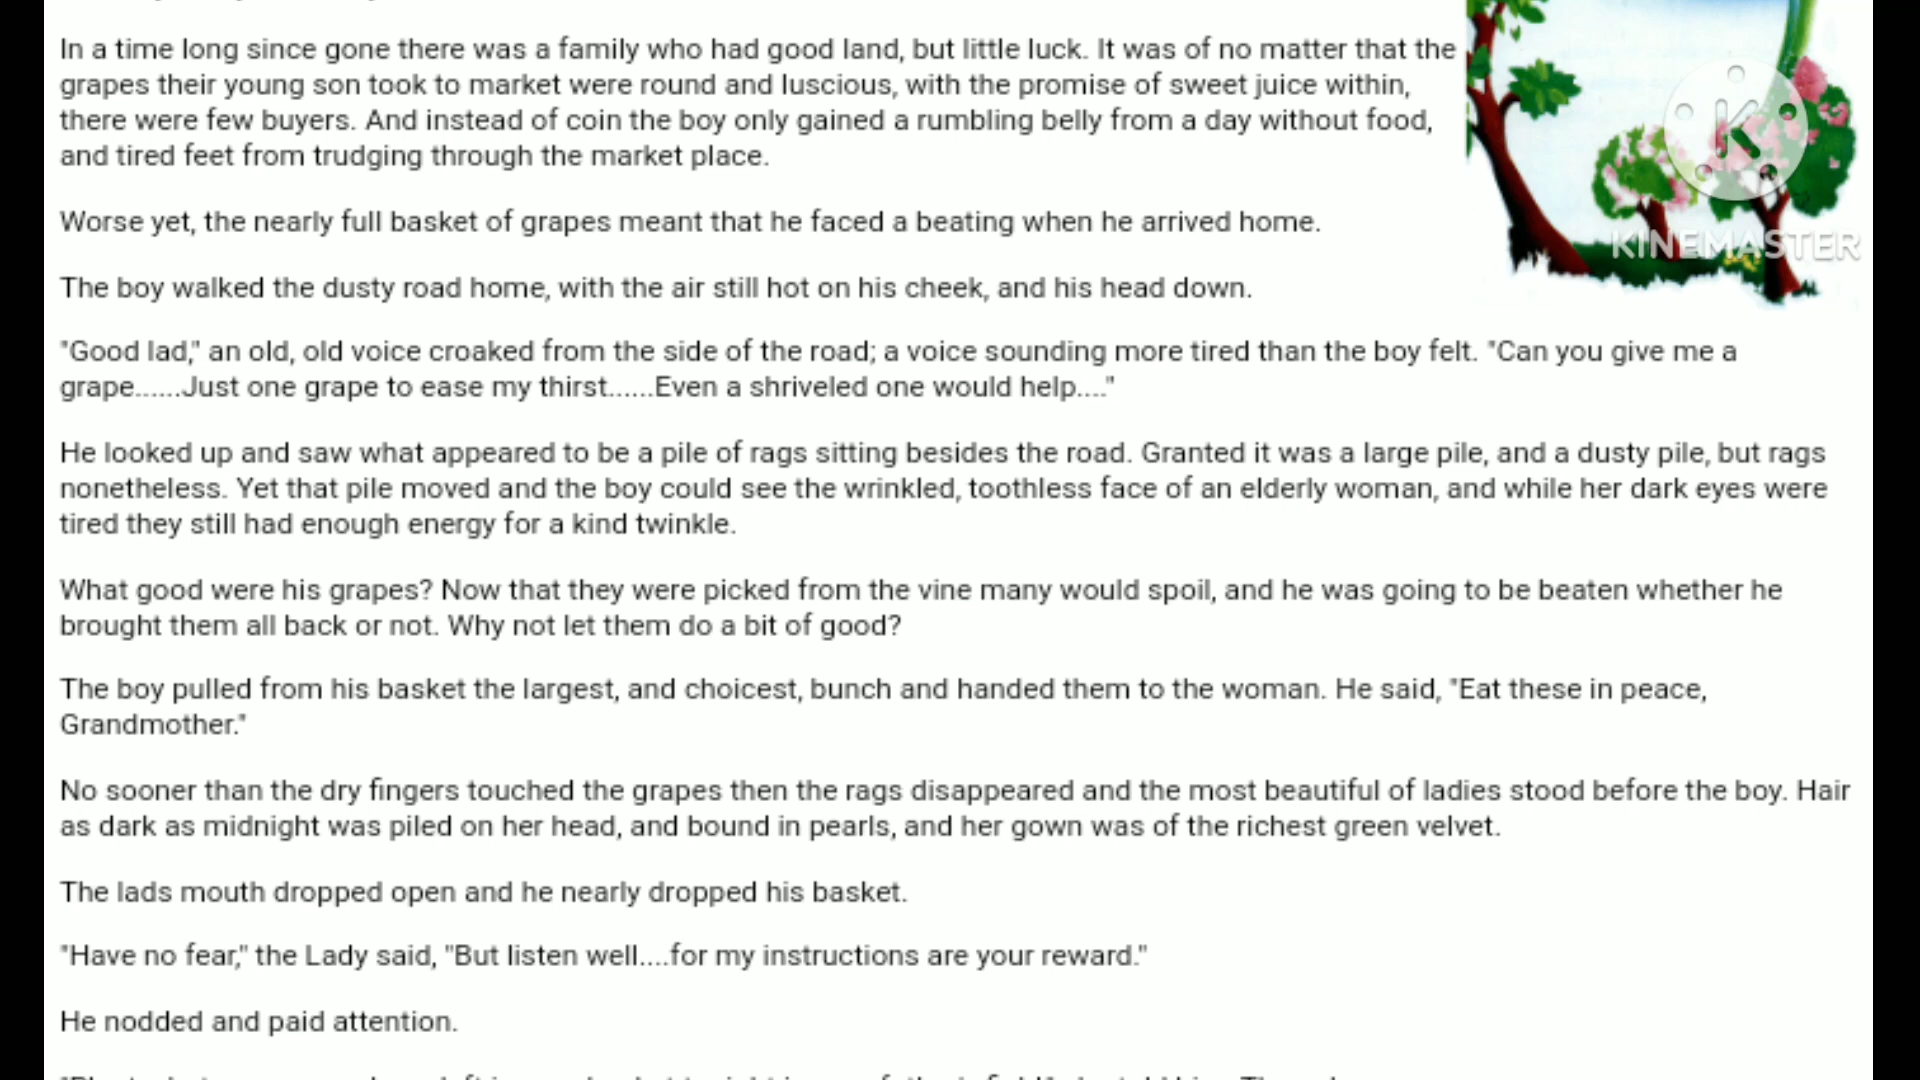 In a time long since gone there was a family who had good land, but little luck. It was of no matter that the
grapes their young son took to market were round and luscious, with the promise of sweet juice within,
there were few buyers. And instead of coin the boy only gained a rumbling belly from a day without food,
and tired feet from trudging through the market place.
Worse yet, the nearly full basket of grapes meant that he faced a beating when he arrived home.
The boy walked the dusty road home, with the air still hot on his cheek, and his head down.
"Good lad," an old, old voice croaked from the side of the road; a voice sounding more tired than the boy felt. "Can you give me a
grape......Just one grape to ease my thirst......Even a shriveled one would help...."
He looked up and saw what appeared to be a pile of rags sitting besides the road. Granted it was a large pile, and a dusty pile, but rags
nonetheless. Yet that pile moved and the boy could see the wrinkled, toothless face of an elderly woman, and while her dark eyes were
tired they still had enough energy for a kind twinkle.
What good were his grapes? Now that they were picked from the vine many would spoil, and he was going to be beaten whether he
brought them all back or not. Why not let them do a bit of good?
The boy pulled from his basket the largest, and choicest, bunch and handed them to the woman. He said, "Eat these in peace,
Grandmother."
No sooner than the dry fingers touched the grapes then the rags disappeared and the most beautiful of ladies stood before the boy. Hair
as dark as midnight was piled on her head, and bound in pearls, and her gown was of the richest green velvet.
The lads mouth dropped open and he nearly dropped his basket.
"Have no fear," the Lady said, "But listen well....for my instructions are your reward."
He nodded and paid attention.
K
KINEMASTER